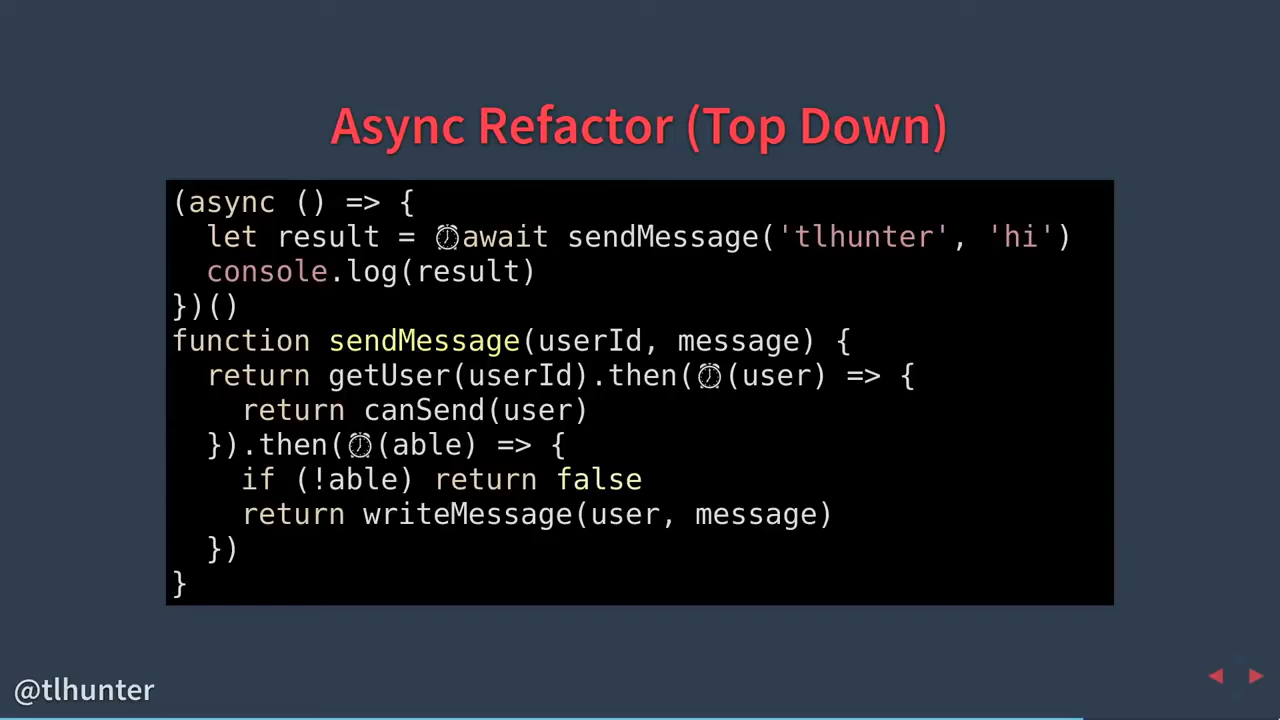 Async Refactor (Top Down)
(async () => {
  let result = ⏰await sendMessage('tlhunter', 'hi')
  console.log(result)
})()
function sendMessage(userId, message) {
  return getUser(userId).then(⏰(user) => {
    return canSend(user)
  }).then(⏰(able) => {
    if (!able) return false
    return writeMessage(user, message)
  })
}
@tlhunter